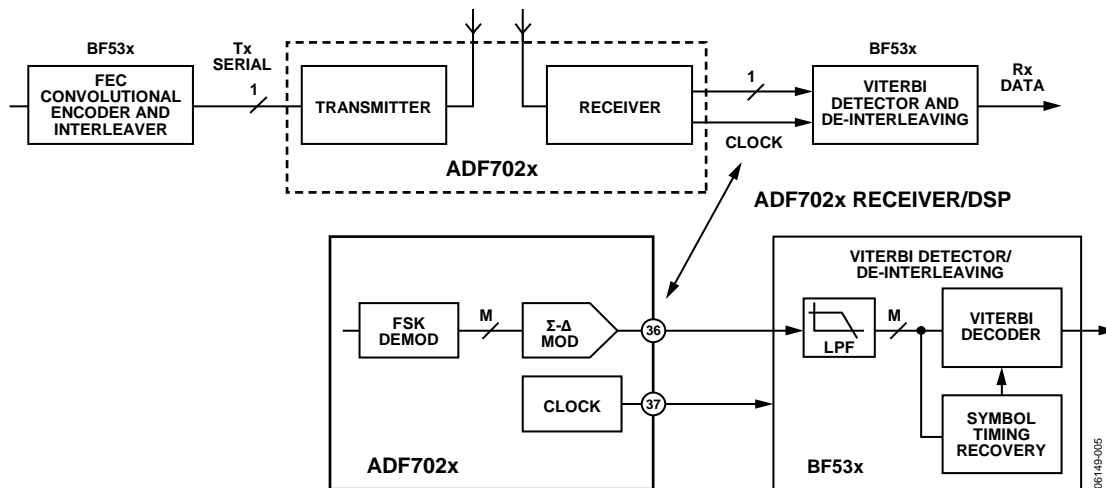 BF53x
FEC
CONVOLUTIONAL
ENCODER AND
INTERLEAVER
Tx
SERIAL
1
TRANSMITTER
RECEIVER
ADF702x
1
CLOCK
BF53x
VITERBI
DETECTOR AND
DE-INTERLEAVING
Rx
DATA
ADF702x RECEIVER/DSP
FSK
DEMOD
M
Σ-Δ
MOD
36
CLOCK
37
ADF702x
VITERBI DETECTOR/
DE-INTERLEAVING
LPF
M
VITERBI
DECODER
SYMBOL
TIMING
RECOVERY
BF53x
06149-005